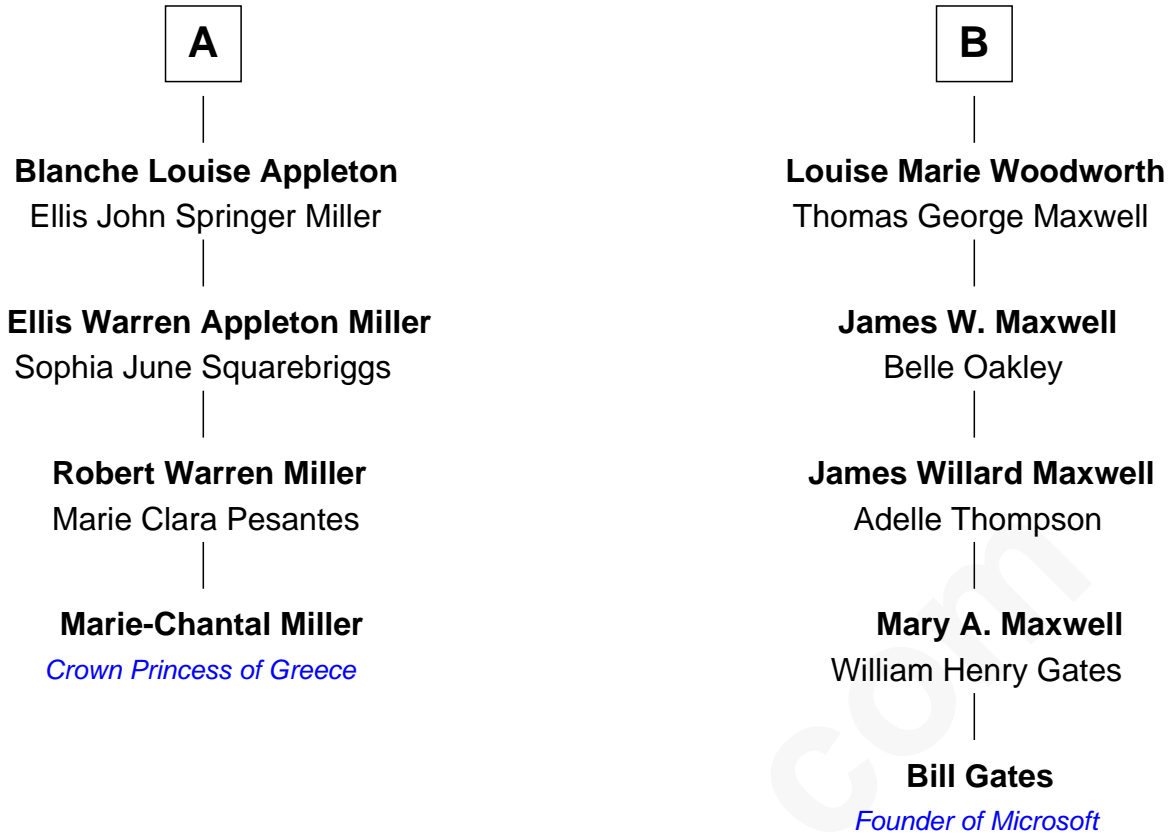 A
Blanche Louise Appleton
Ellis John Springer Miller
Ellis Warren Appleton Miller
Sophia June Squarebriggs
Robert Warren Miller
Marie Clara Pesantes
Marie-Chantal Miller
Crown Princess of Greece
B
Louise Marie Woodworth
Thomas George Maxwell
James W. Maxwell
Belle Oakley
James Willard Maxwell
Adelle Thompson
Mary A. Maxwell
William Henry Gates
Bill Gates
Founder of Microsoft
com